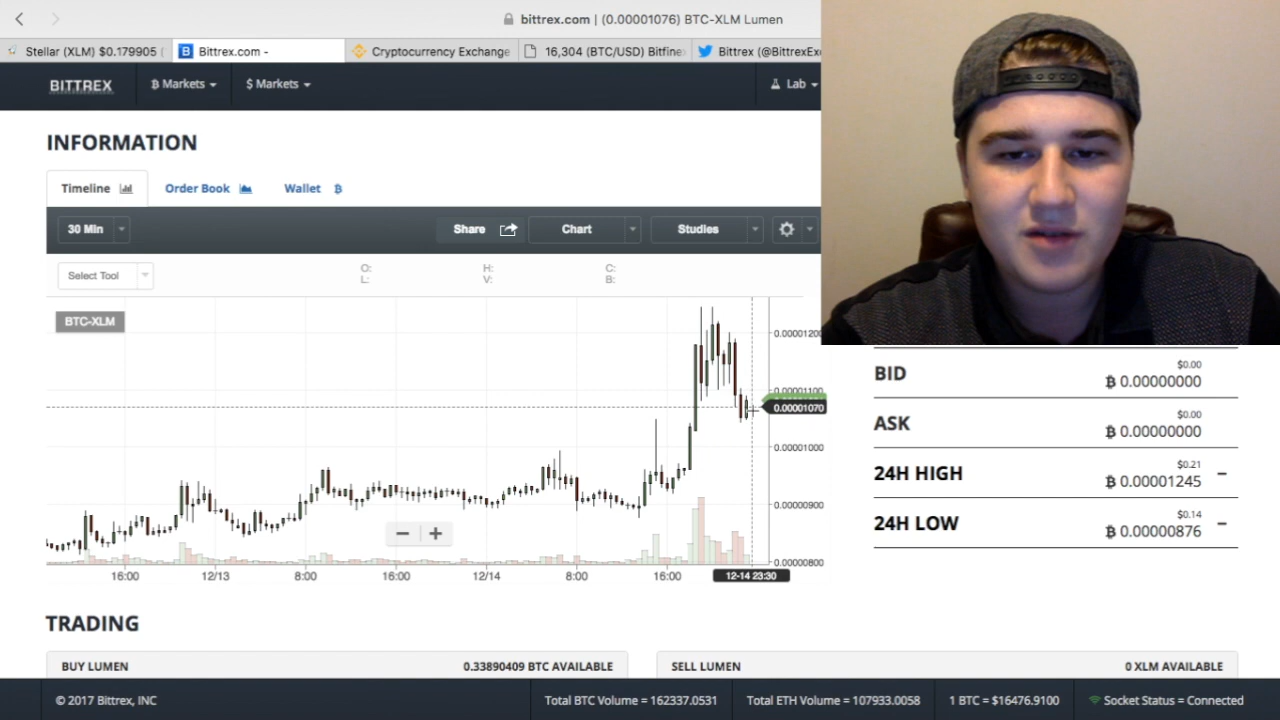 bittrex.com | (0.00001076) BTC-XLM Lumen
Stellar (XLM) $0.179905 (
B Bittrex.com -
Cryptocurrency Exchange
16,304 (BTC/USD) Bitfine
Bittrex (@BittrexEx
BITTREX
Ƀ Markets
$ Markets
Lab
INFORMATION
Timeline
Order Book
Wallet Ƀ
30 Min
Share
Chart
Studies
Select Tool
O: H: C:
L: V: B:
BTC-XLM
0.00001200
0.00001100
0.00001070
0.00001000
0.00000900
0.00000800
− +
16:00 12/13 8:00 16:00 12/14 8:00 16:00 12-14 23:30
BID
$0.00
Ƀ 0.00000000
ASK
$0.00
Ƀ 0.00000000
24H HIGH
$0.21
Ƀ 0.00001245 −
24H LOW
$0.14
Ƀ 0.00000876 −
TRADING
BUY LUMEN 0.33890409 BTC AVAILABLE
SELL LUMEN 0 XLM AVAILABLE
© 2017 Bittrex, INC
Total BTC Volume = 162337.0531
Total ETH Volume = 107933.0058
1 BTC = $16476.9100
Socket Status = Connected